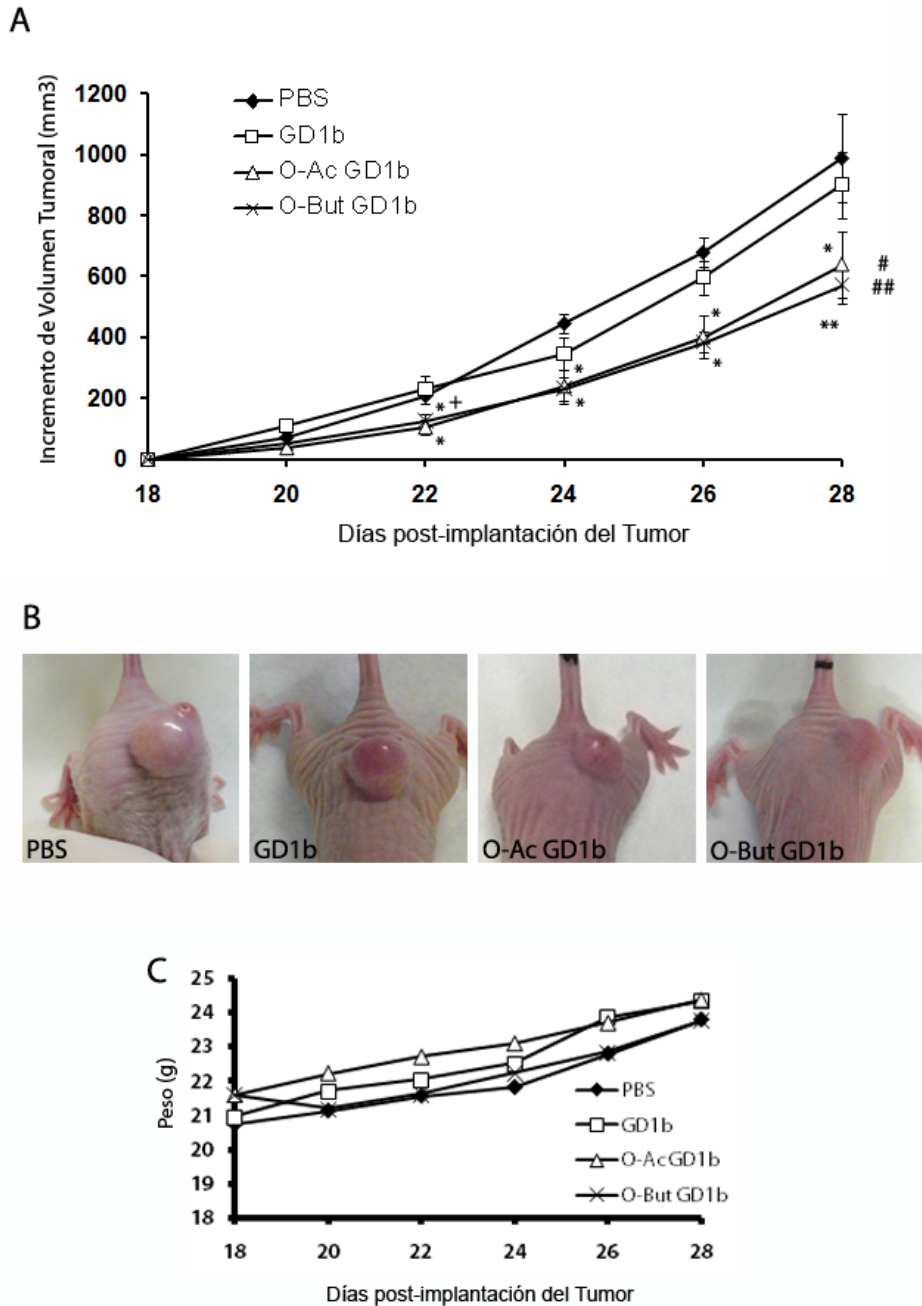 A
Incremento de Volumen Tumoral (mm3)
1200
1000
800
600
400
200
0
PBS
GD1b
O-Ac GD1b
O-But GD1b
* +
*
*
*
*
*
*
**
#
##
18 20 22 24 26 28
Días post-implantación del Tumor
B
PBS
GD1b
O-Ac GD1b
O-But GD1b
C
Peso (g)
25
24
23
22
21
20
19
18
PBS
GD1b
O-Ac GD1b
O-But GD1b
18 20 22 24 26 28
Días post-implantación del Tumor